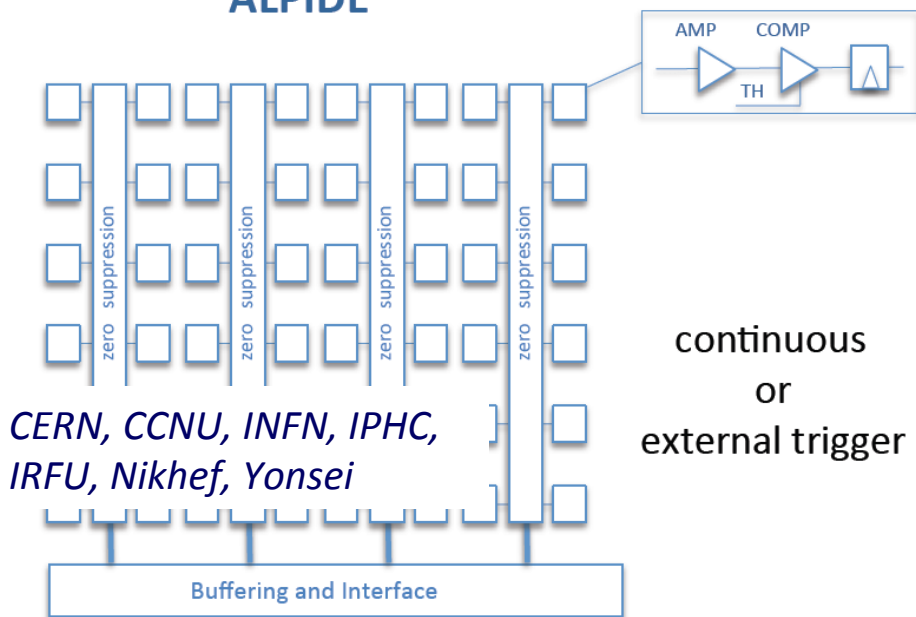 ALPIDE
AMP COMP
TH
zero suppression
zero suppression
zero suppression
zero suppression
continuous
or
external trigger
CERN, CCNU, INFN, IPHC,
IRFU, Nikhef, Yonsei
Buffering and Interface